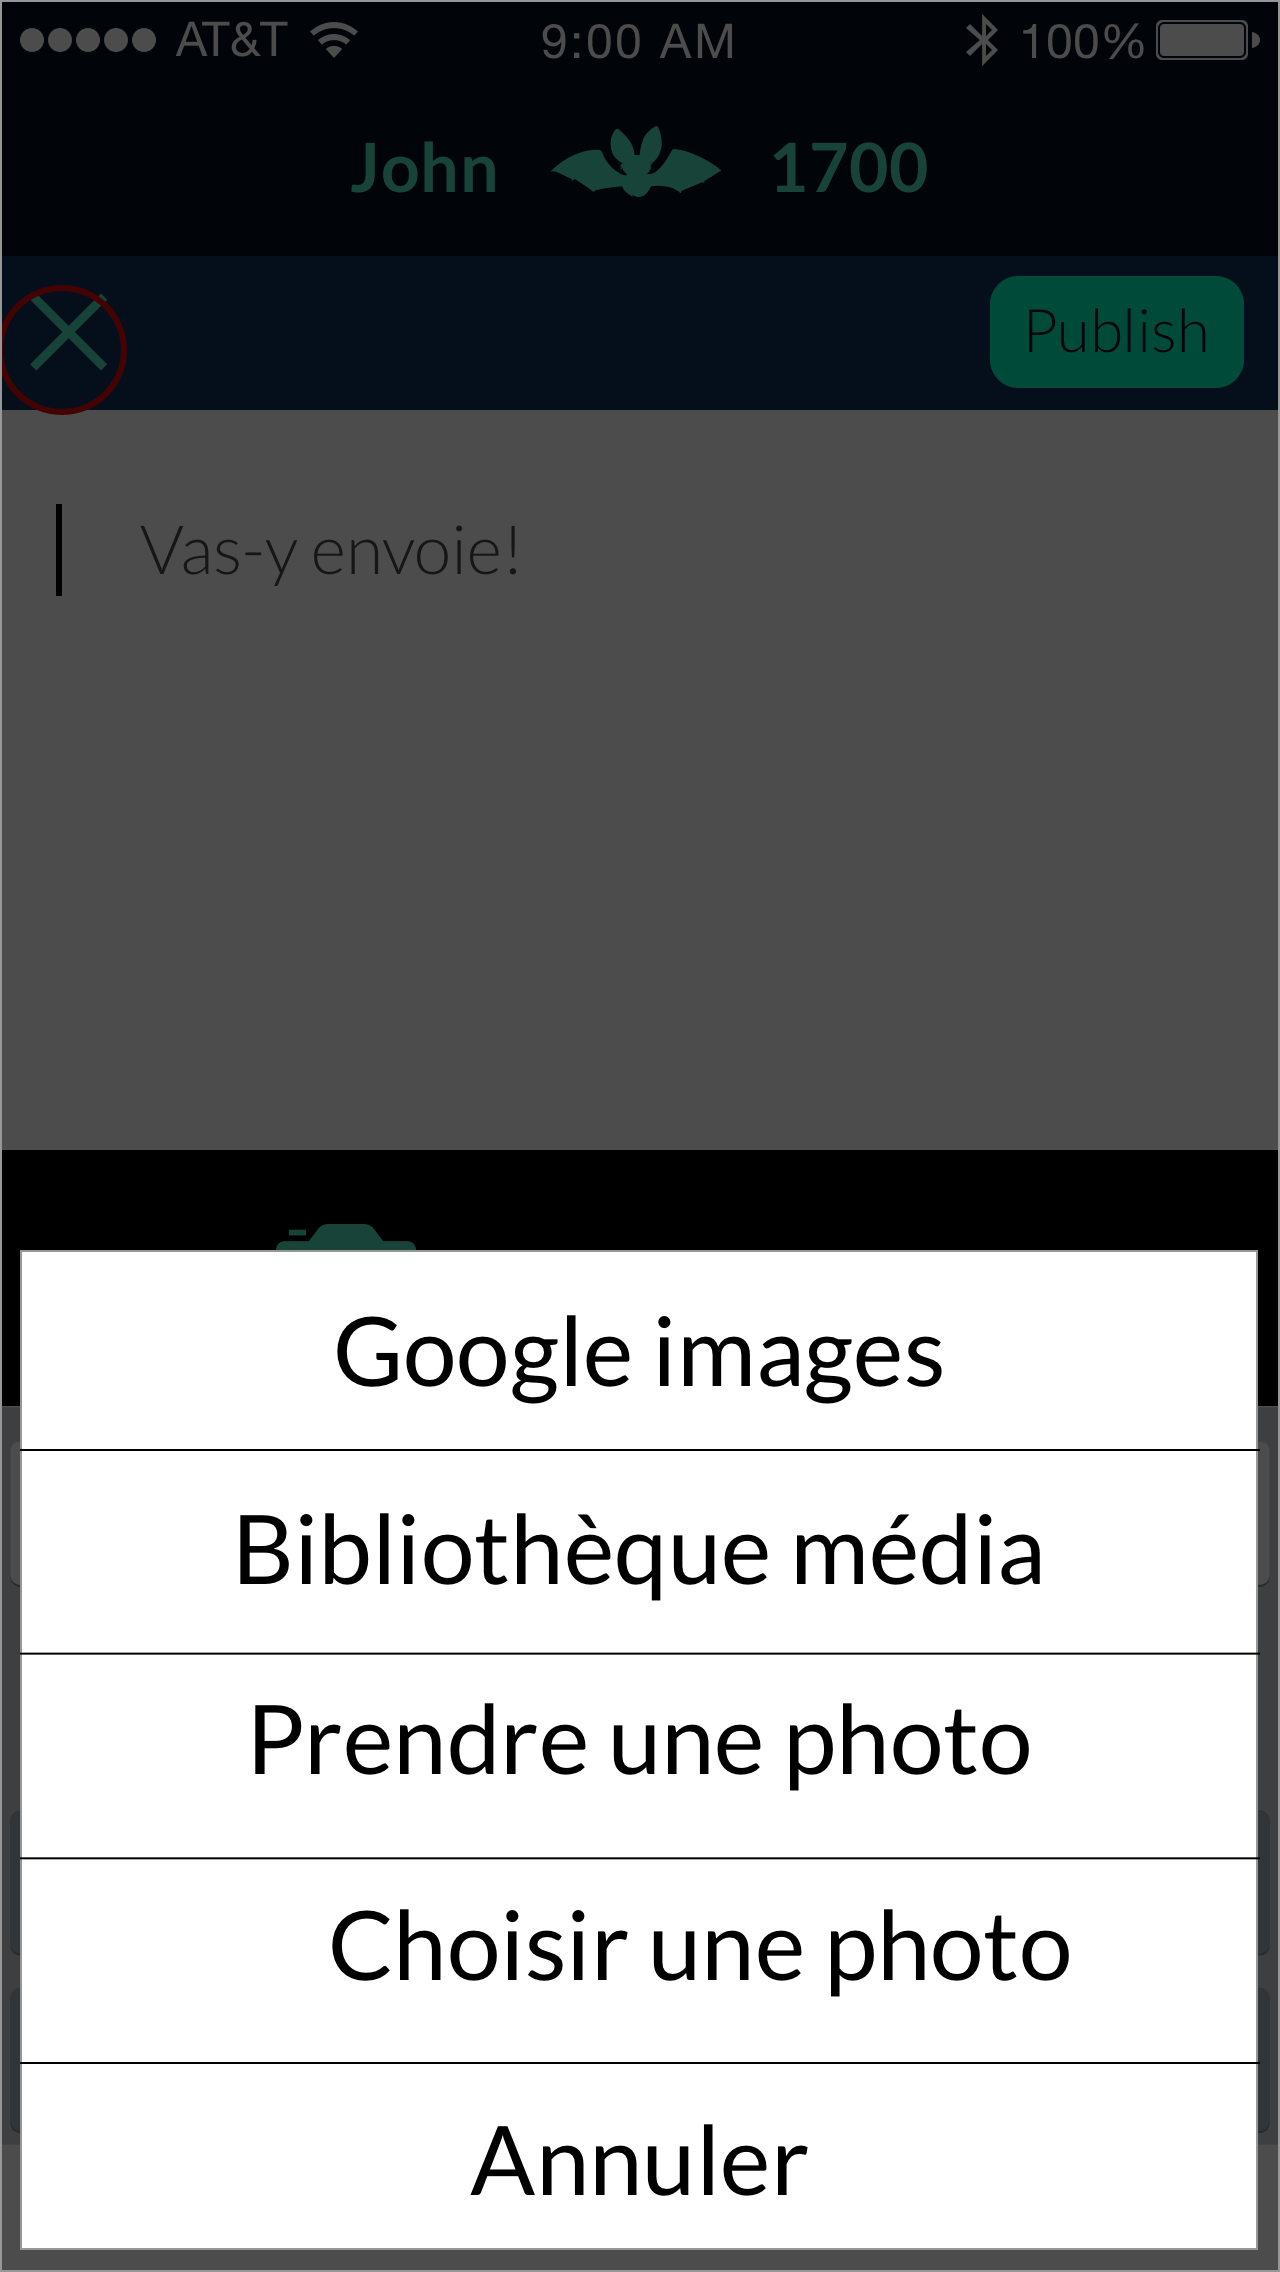 AT&T 9:00 AM 100%
John 1700
Publish
Vas-y envoie!
Google images
Bibliothèque média
Prendre une photo
Choisir une photo
Annuler